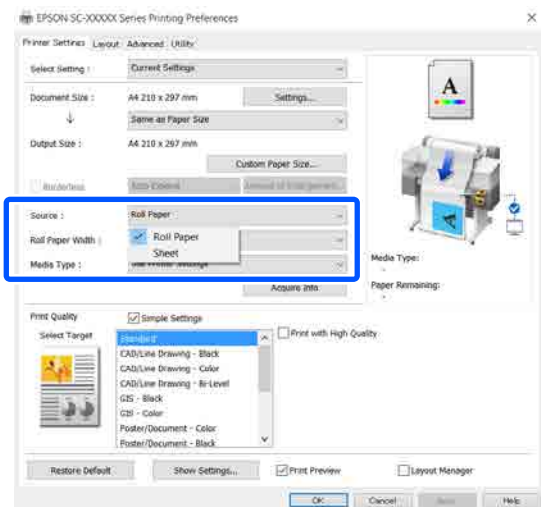 EPSON SC-XXXXX Series Printing Preferences
Printer Settings Layout Advanced Utility
Select Setting : Current Settings
Document Size : A4 210 x 297 mm Settings...
Same as Paper Size
Output Size : A4 210 x 297 mm
Custom Paper Size...
Borderless Auto Expand
Source : Roll Paper
Roll Paper Width : Roll Paper
Sheet
Media Type : Use Printer Settings
Acquire Info
A
Media Type:
-
Paper Remaining:
-
Print Quality Simple Settings
Select Target Standard
CAD/Line Drawing - Black
CAD/Line Drawing - Color
CAD/Line Drawing - Bi-Level
GIS - Black
GIS - Color
Poster/Document - Color
Poster/Document - Black
Print with High Quality
Restore Default Show Settings... Print Preview Layout Manager
OK Cancel Help